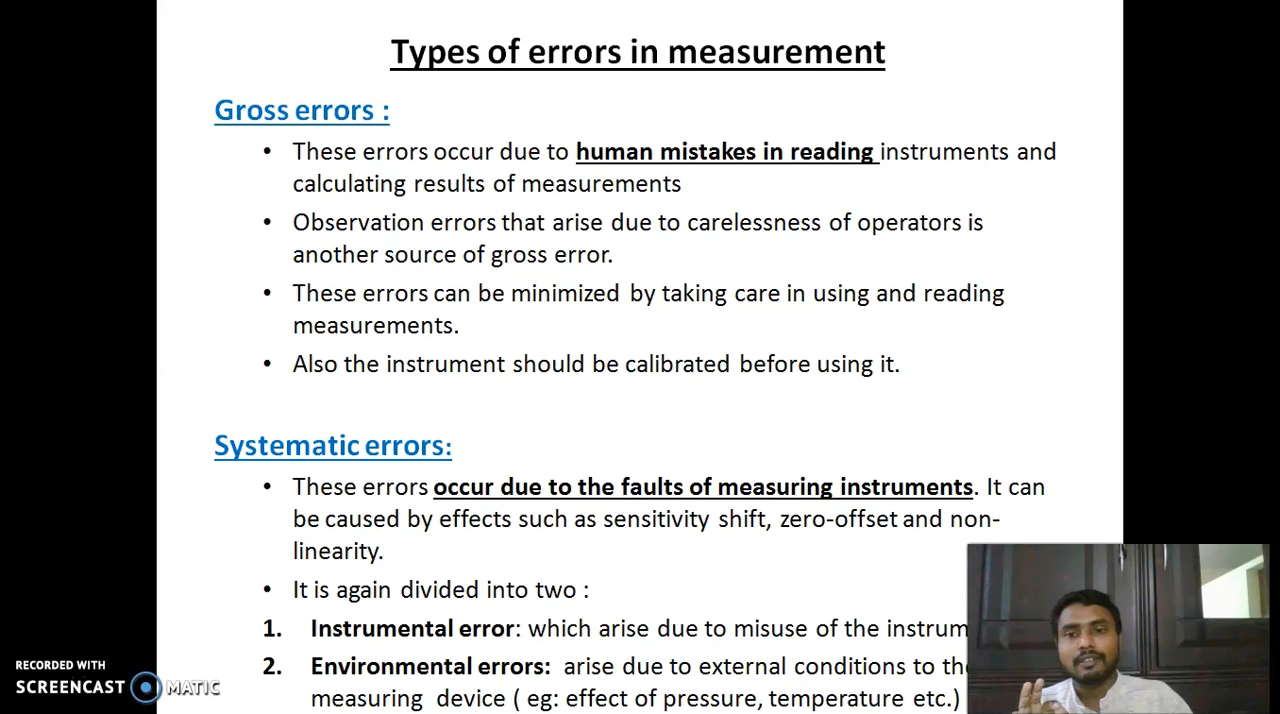 Types of errors in measurement
Gross errors :
• These errors occur due to human mistakes in reading instruments and
calculating results of measurements
• Observation errors that arise due to carelessness of operators is
another source of gross error.
• These errors can be minimized by taking care in using and reading
measurements.
• Also the instrument should be calibrated before using it.
Systematic errors:
• These errors occur due to the faults of measuring instruments. It can
be caused by effects such as sensitivity shift, zero-offset and non-
linearity.
• It is again divided into two :
1. Instrumental error: which arise due to misuse of the instrum
2. Environmental errors: arise due to external conditions to the
measuring device ( eg: effect of pressure, temperature etc.)
RECORDED WITH
SCREENCAST MATIC